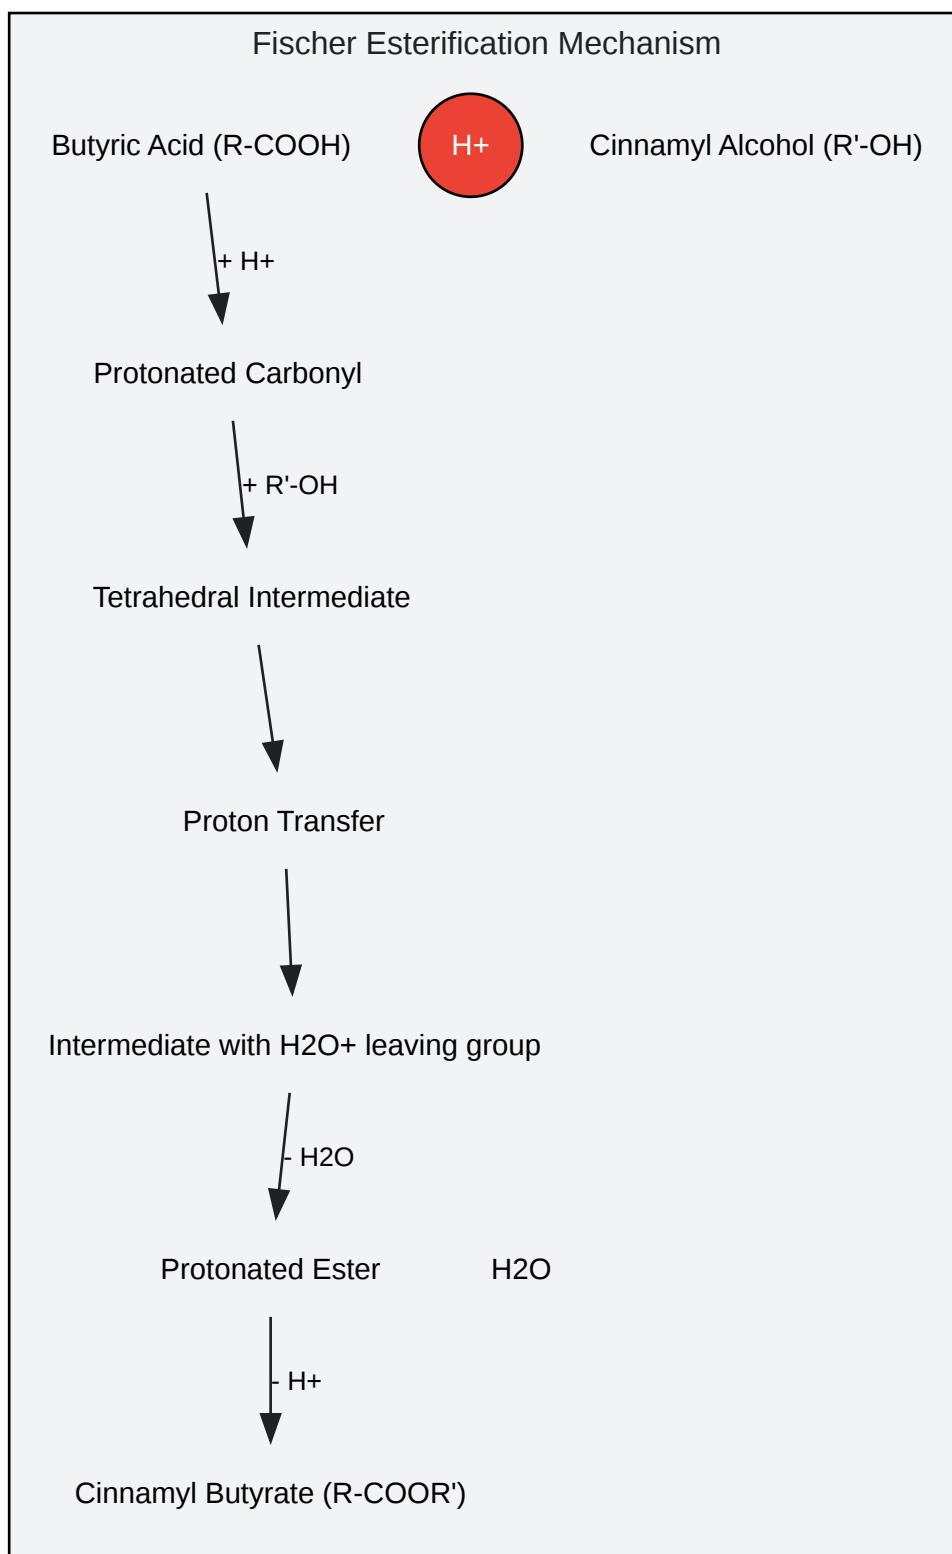 Fischer Esterification Mechanism
Butyric Acid (R-COOH)
H+
Cinnamyl Alcohol (R'-OH)
+ H+
Protonated Carbonyl
+ R'-OH
Tetrahedral Intermediate
Proton Transfer
Intermediate with H2O+ leaving group
- H2O
Protonated Ester
H2O
- H+
Cinnamyl Butyrate (R-COOR')